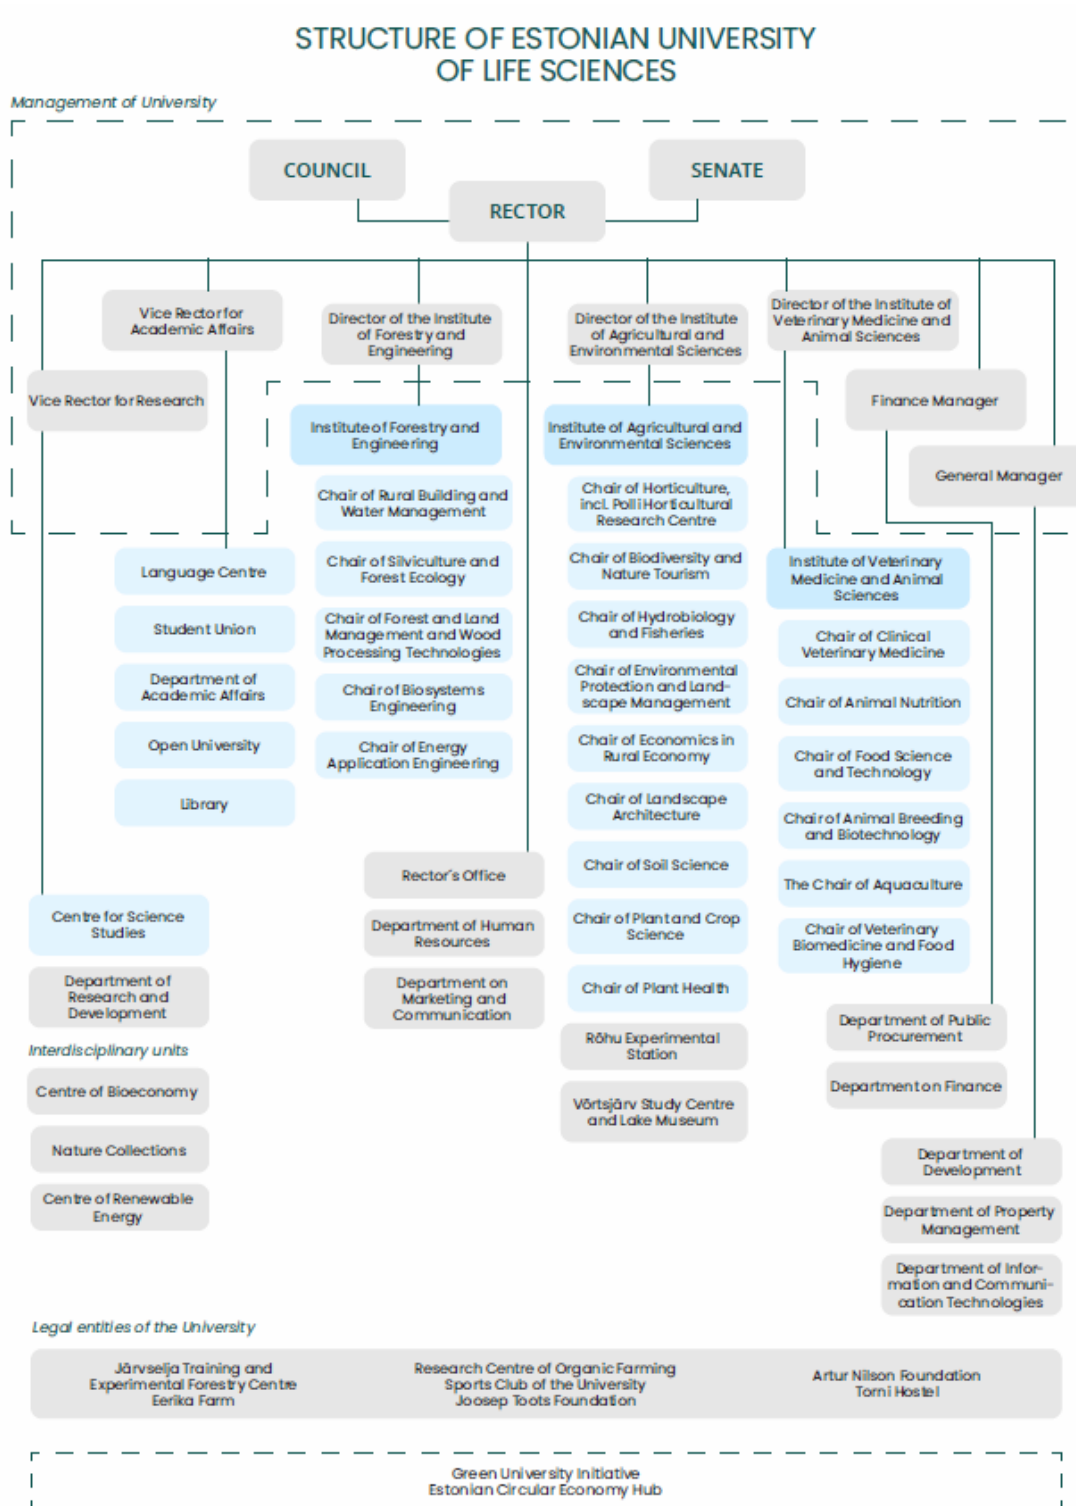 STRUCTURE OF ESTONIAN UNIVERSITY
OF LIFE SCIENCES
Management of University
COUNCIL
SENATE
RECTOR
Vice Rector for
Academic Affairs
Director of the Institute
of Forestry and
Engineering
Director of the Institute
of Agricultural and
Environmental Sciences
Director of the Institute of
Veterinary Medicine and
Animal Sciences
Vice Rector for Research
Finance Manager
General Manager
Institute of Forestry and
Engineering
Chair of Rural Building and
Water Management
Chair of Silviculture and
Forest Ecology
Chair of Forest and Land
Management and Wood
Processing Technologies
Chair of Biosystems
Engineering
Chair of Energy
Application Engineering
Institute of Agricultural and
Environmental Sciences
Chair of Horticulture,
incl. Polli Horticultural
Research Centre
Chair of Biodiversity and
Nature Tourism
Chair of Hydrobiology
and Fisheries
Chair of Environmental
Protection and Land-
scape Management
Chair of Economics in
Rural Economy
Chair of Landscape
Architecture
Chair of Soil Science
Chair of Plant and Crop
Science
Chair of Plant Health
Rõhu Experimental
Station
Võrtsjärv Study Centre
and Lake Museum
Institute of Veterinary
Medicine and Animal
Sciences
Chair of Clinical
Veterinary Medicine
Chair of Animal Nutrition
Chair of Food Science
and Technology
Chair of Animal Breeding
and Biotechnology
The Chair of Aquaculture
Chair of Veterinary
Biomedicine and Food
Hygiene
Language Centre
Student Union
Department of
Academic Affairs
Open University
Library
Rector's Office
Department of Human
Resources
Department on
Marketing and
Communication
Centre for Science
Studies
Department of
Research and
Development
Interdisciplinary units
Centre of Bioeconomy
Nature Collections
Centre of Renewable
Energy
Department of Public
Procurement
Department on Finance
Department of
Development
Department of Property
Management
Department of Infor-
mation and Communi-
cation Technologies
Legal entities of the University
Järvselja Training and
Experimental Forestry Centre
Eerika Farm
Research Centre of Organic Farming
Sports Club of the University
Joosep Toots Foundation
Artur Nilson Foundation
Torni Hostel
Green University Initiative
Estonian Circular Economy Hub